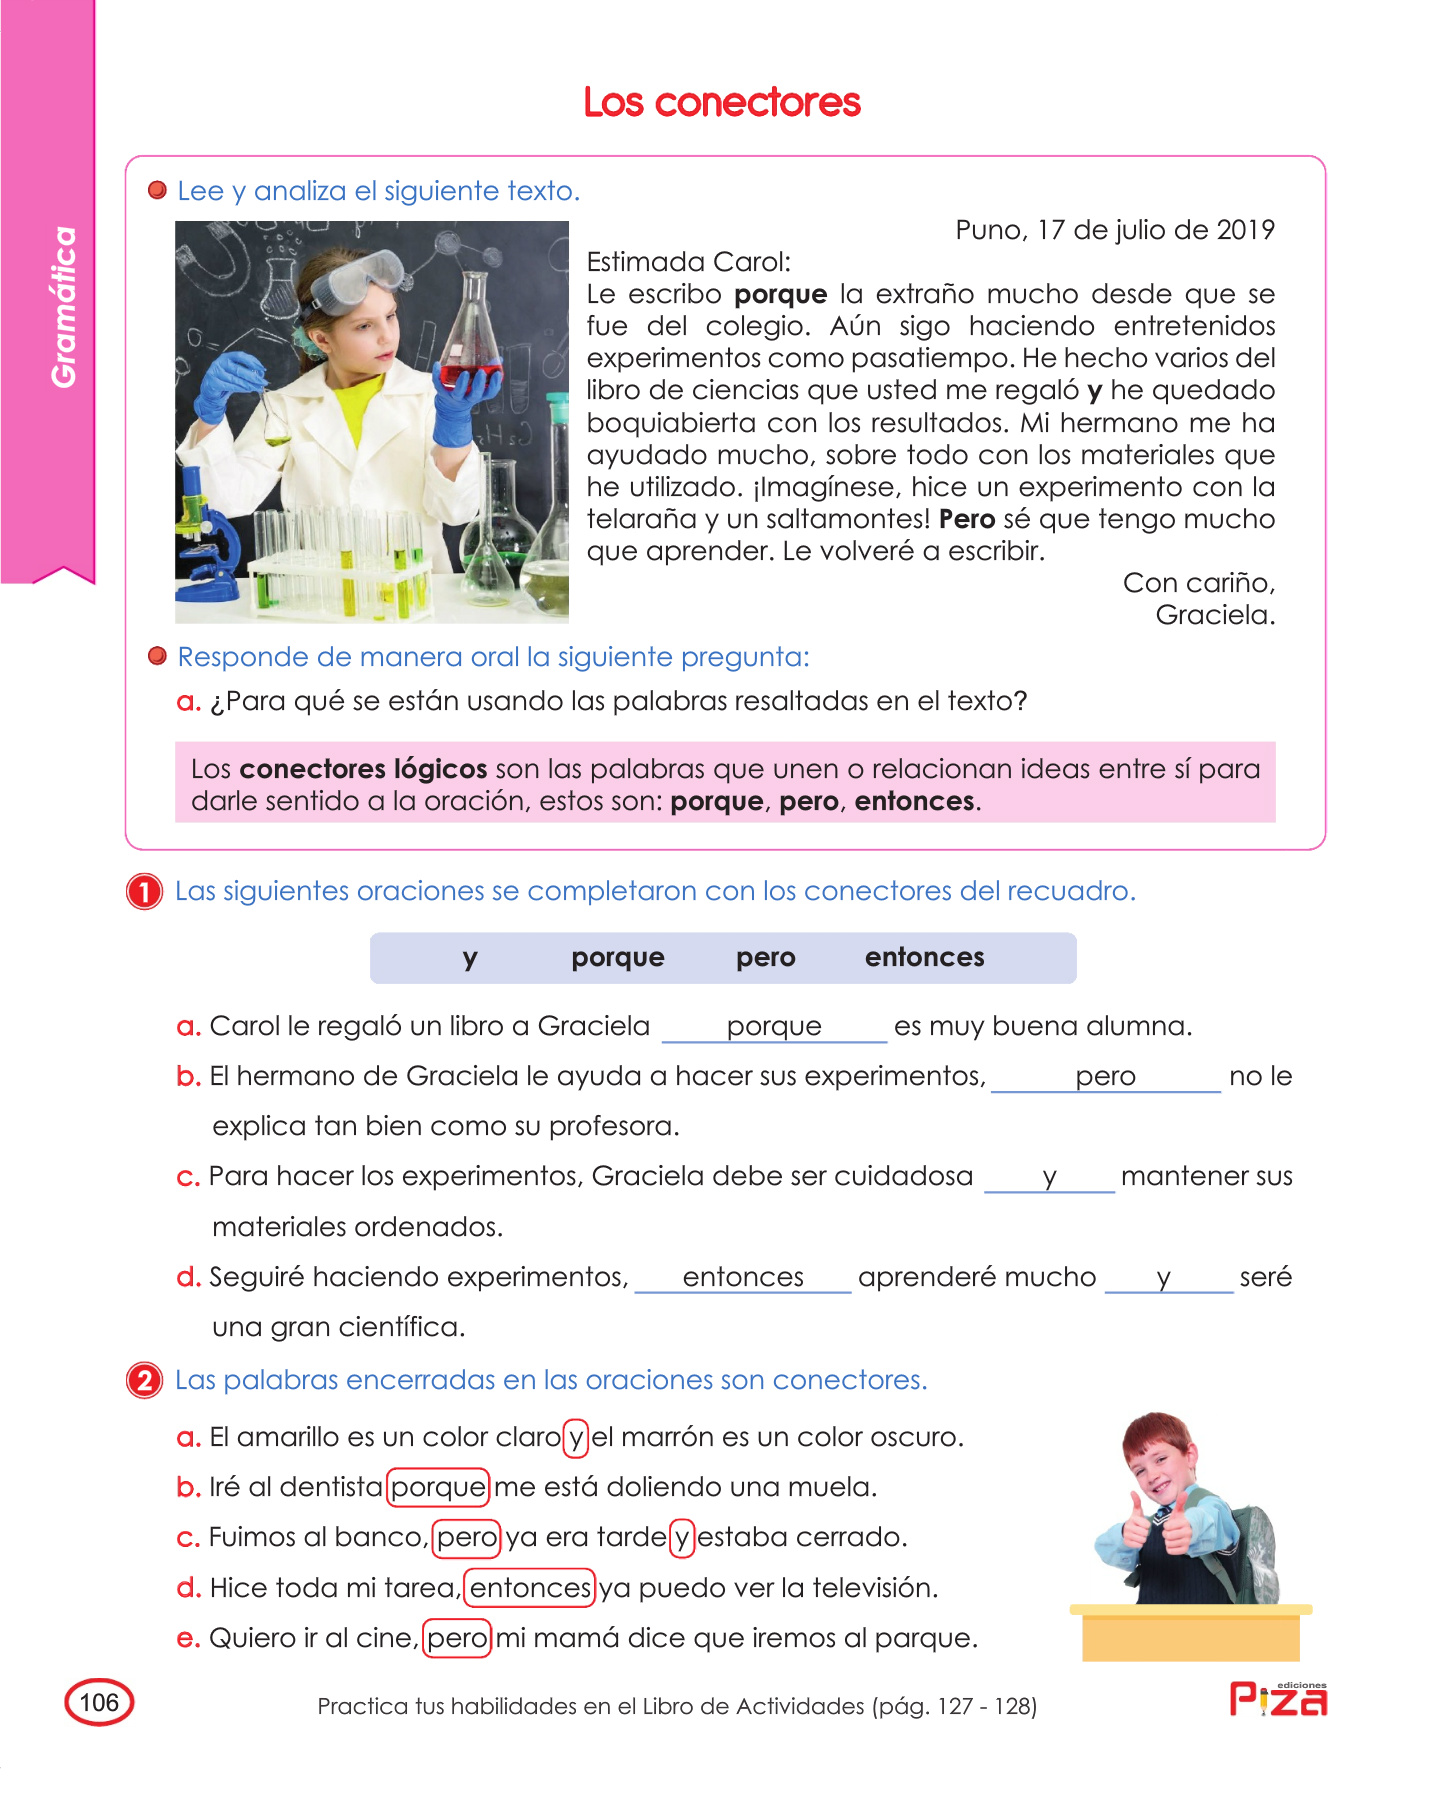 Los conectores
Gramática
Lee y analiza el siguiente texto.
Puno, 17 de julio de 2019
Estimada Carol:
Le escribo porque la extraño mucho desde que se
fue del colegio. Aún sigo haciendo entretenidos
experimentos como pasatiempo. He hecho varios del
libro de ciencias que usted me regaló y he quedado
boquiabierta con los resultados. Mi hermano me ha
ayudado mucho, sobre todo con los materiales que
he utilizado. ¡Imagínese, hice un experimento con la
telaraña y un saltamontes! Pero sé que tengo mucho
que aprender. Le volveré a escribir.
Con cariño,
Graciela.
Responde de manera oral la siguiente pregunta:
a. ¿Para qué se están usando las palabras resaltadas en el texto?
Los conectores lógicos son las palabras que unen o relacionan ideas entre sí para
darle sentido a la oración, estos son: porque, pero, entonces.
1 Las siguientes oraciones se completaron con los conectores del recuadro.
y porque pero entonces
a. Carol le regaló un libro a Graciela porque es muy buena alumna.
b. El hermano de Graciela le ayuda a hacer sus experimentos, pero no le
explica tan bien como su profesora.
c. Para hacer los experimentos, Graciela debe ser cuidadosa y mantener sus
materiales ordenados.
d. Seguiré haciendo experimentos, entonces aprenderé mucho y seré
una gran científica.
2 Las palabras encerradas en las oraciones son conectores.
a. El amarillo es un color claro y el marrón es un color oscuro.
b. Iré al dentista porque me está doliendo una muela.
c. Fuimos al banco, pero ya era tarde y estaba cerrado.
d. Hice toda mi tarea, entonces ya puedo ver la televisión.
e. Quiero ir al cine, pero mi mamá dice que iremos al parque.
106
Practica tus habilidades en el Libro de Actividades (pág. 127 - 128)
ediciones
Piza